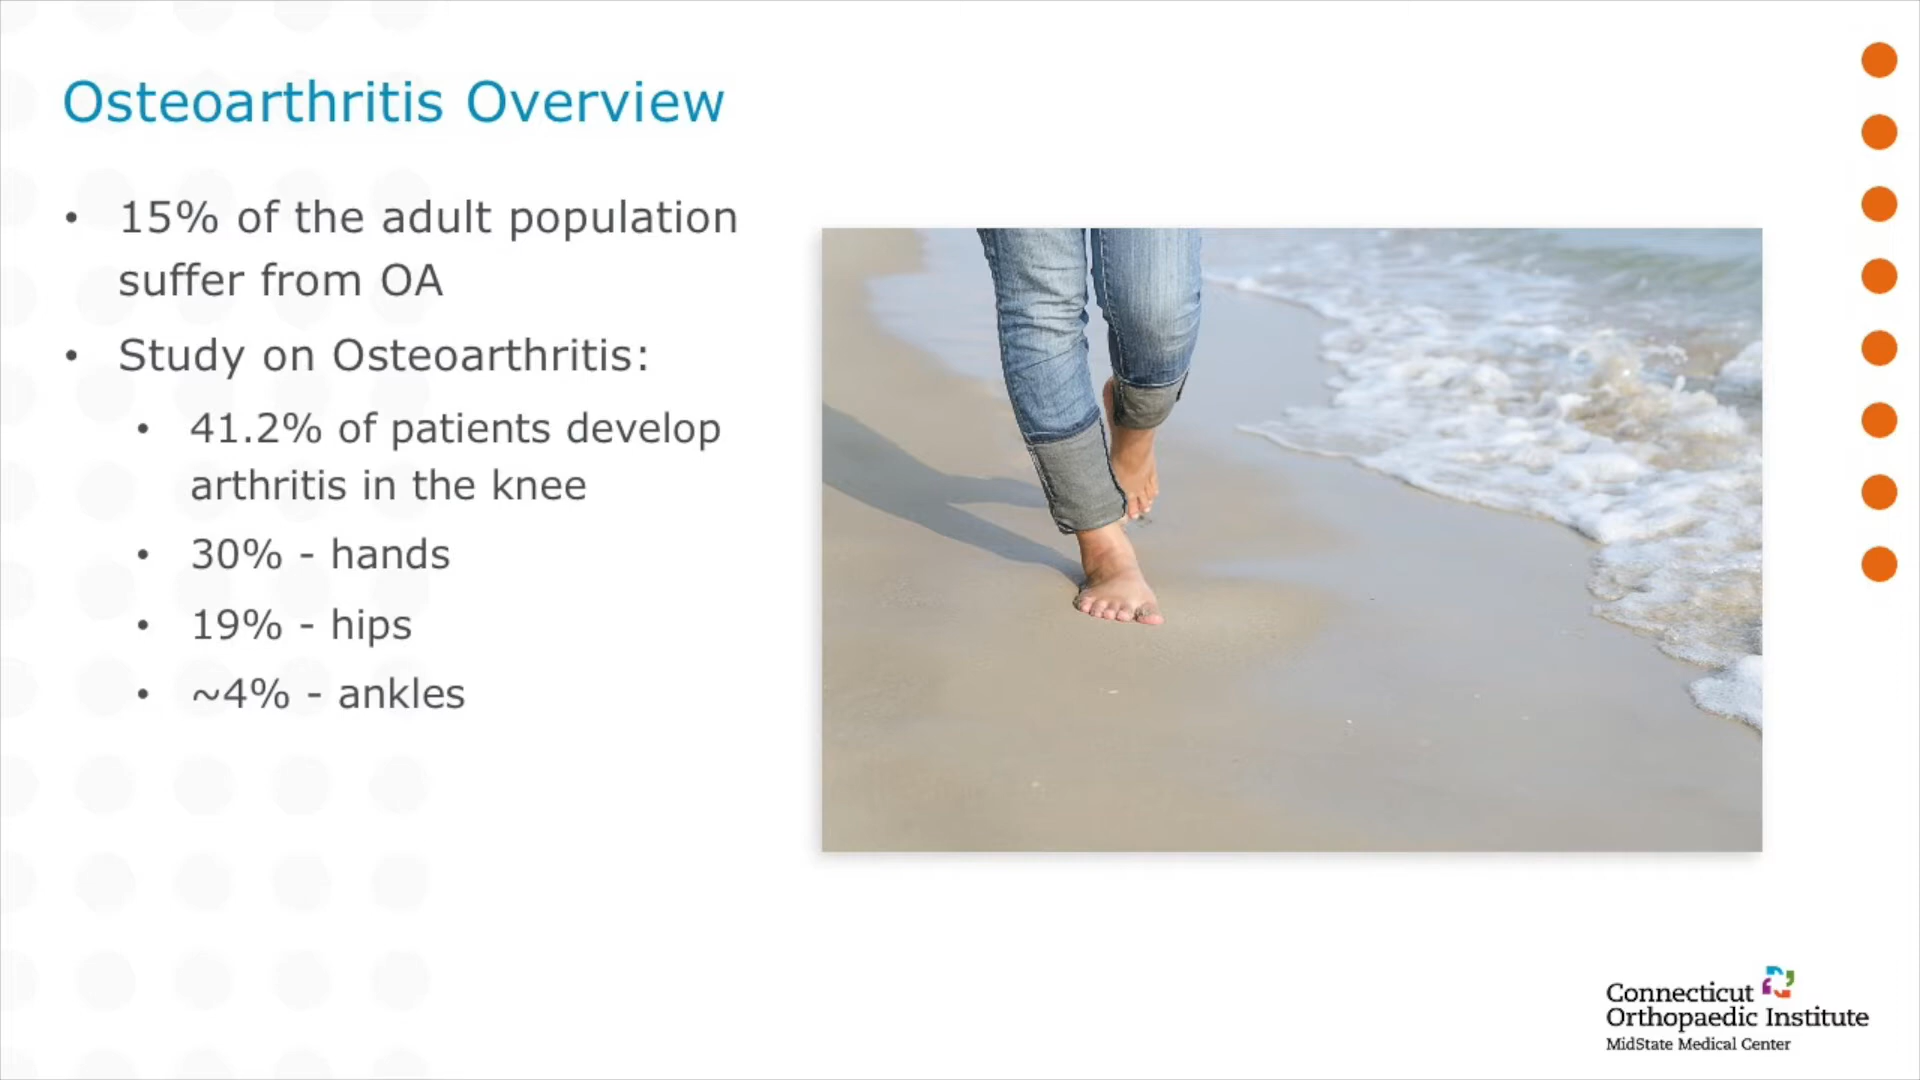 Osteoarthritis Overview
• 15% of the adult population
suffer from OA
• Study on Osteoarthritis:
• 41.2% of patients develop
arthritis in the knee
• 30% - hands
• 19% - hips
• ~4% - ankles
Connecticut
Orthopaedic Institute
MidState Medical Center